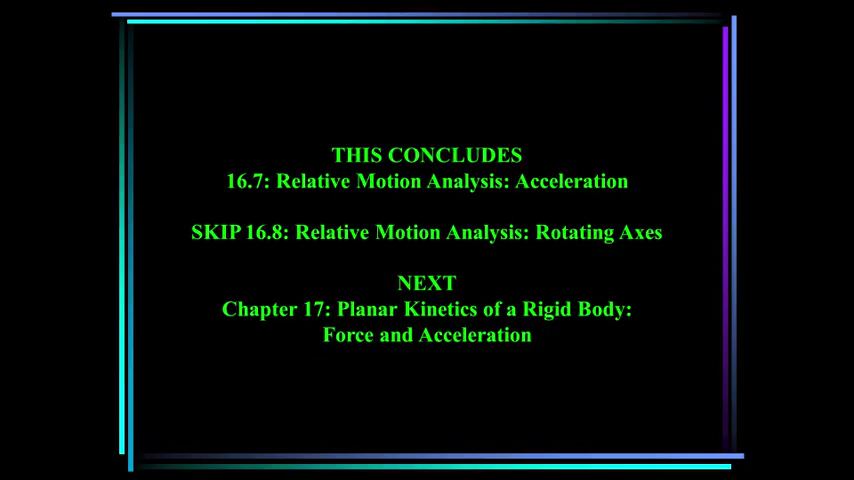 THIS CONCLUDES
16.7: Relative Motion Analysis: Acceleration
SKIP 16.8: Relative Motion Analysis: Rotating Axes
NEXT
Chapter 17: Planar Kinetics of a Rigid Body:
Force and Acceleration